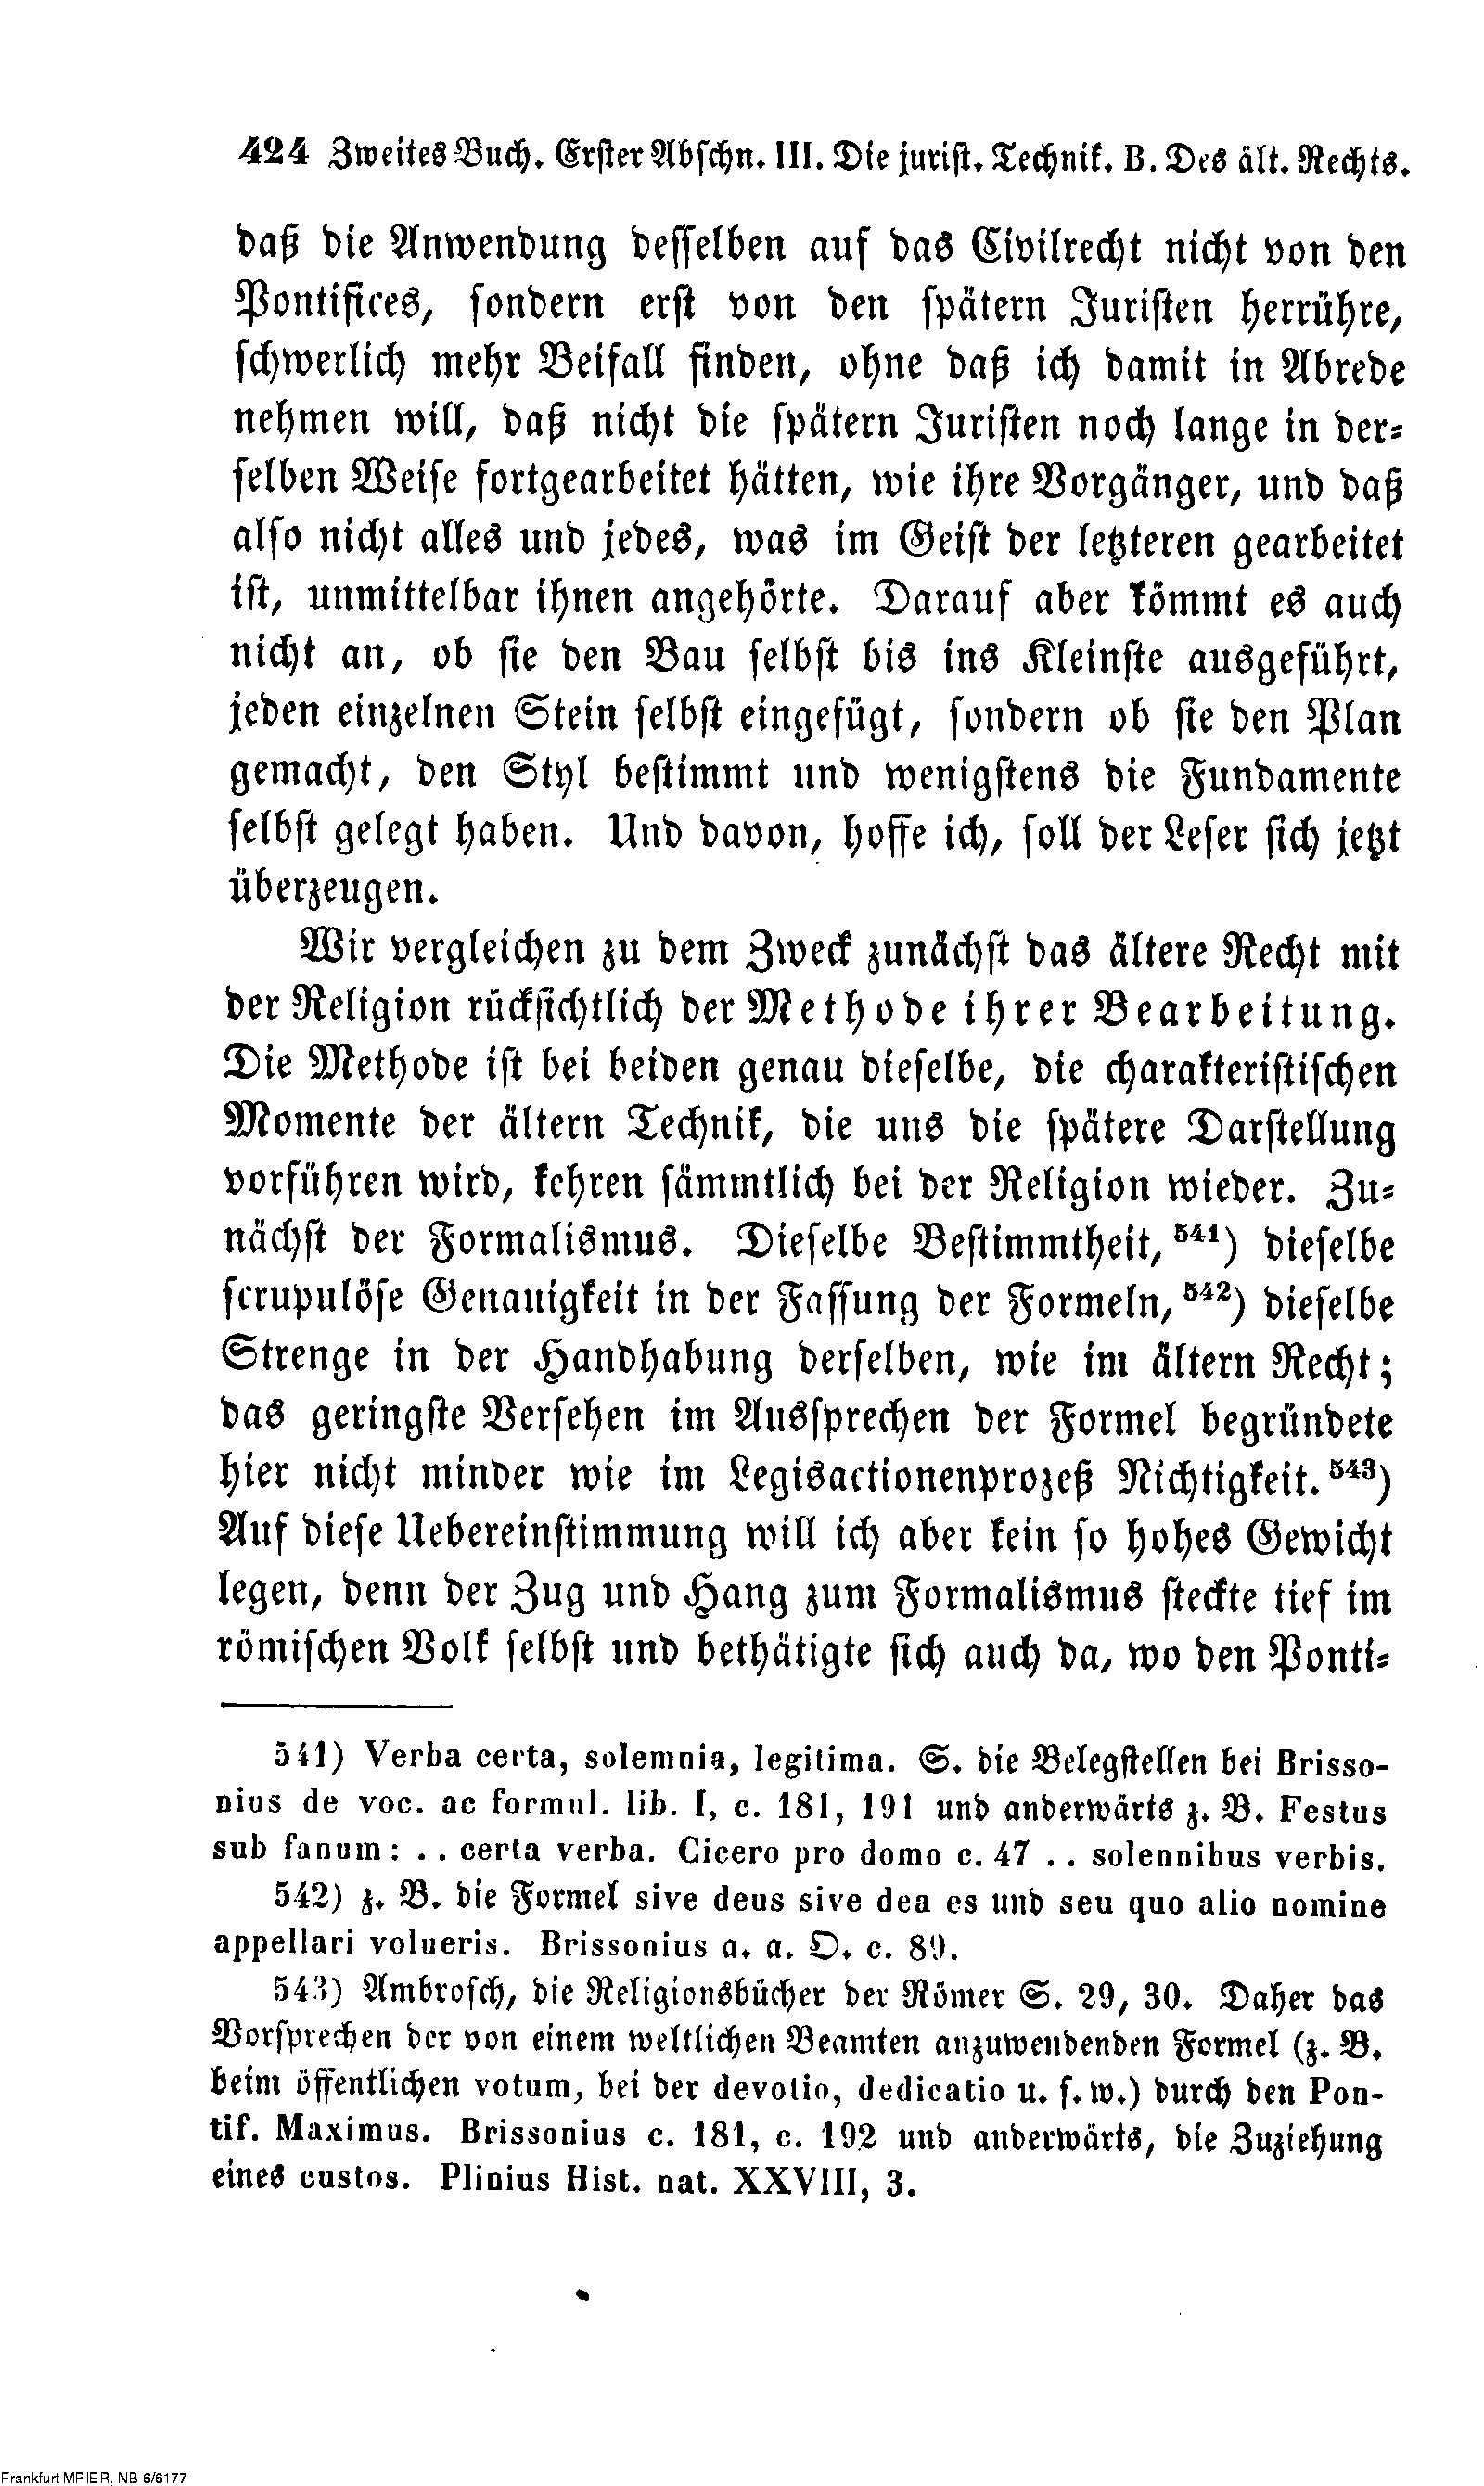 424 Zweites Buch. Erster Abschn. III. Die jurist. Technik. B. Des ält. Rechts.
daß die Anwendung desselben auf das Civilrecht nicht von den
Pontifices, sondern erst von den spätern Juristen herrühre,
schwerlich mehr Beifall finden, ohne daß ich damit in Abrede
nehmen will, daß nicht die spätern Juristen noch lange in der-
selben Weise fortgearbeitet hätten, wie ihre Vorgänger, und daß
also nicht alles und jedes, was im Geist der letzteren gearbeitet
ist, unmittelbar ihnen angehörte. Darauf aber kömmt es auch
nicht an, ob sie den Bau selbst bis ins Kleinste ausgeführt,
jeden einzelnen Stein selbst eingefügt, sondern ob sie den Plan
gemacht, den Styl bestimmt und wenigstens die Fundamente
selbst gelegt haben. Und davon, hoffe ich, soll der Leser sich jetzt
überzeugen.
Wir vergleichen zu dem Zweck zunächst das ältere Recht mit
der Religion rücksichtlich der Methode ihrer Bearbeitung.
Die Methode ist bei beiden genau dieselbe, die charakteristischen
Momente der ältern Technik, die uns die spätere Darstellung
vorführen wird, kehren sämmtlich bei der Religion wieder. Zu-
nächst der Formalismus. Dieselbe Bestimmtheit, 541) dieselbe
scrupulöse Genauigkeit in der Fassung der Formeln, 542) dieselbe
Strenge in der Handhabung derselben, wie im ältern Recht;
das geringste Versehen im Aussprechen der Formel begründete
hier nicht minder wie im Legisactionenprozeß Nichtigkeit. 543)
Auf diese Uebereinstimmung will ich aber kein so hohes Gewicht
legen, denn der Zug und Hang zum Formalismus steckte tief im
römischen Volk selbst und bethätigte sich auch da, wo den Ponti-
541) Verba certa, solemnia, legitima. S. die Belegstellen bei Brisso-
nius de voc. ac formul. lib. I, c. 181, 191 und anderwärts z. B. Festus
sub fanum: . . certa verba. Cicero pro domo c. 47 . . solennibus verbis.
542) z. B. die Formel sive deus sive dea es und seu quo alio nomine
appellari volueris. Brissonius a. a. O. c. 89.
543) Ambrosch, die Religionsbücher der Römer S. 29, 30. Daher das
Vorsprechen der von einem weltlichen Beamten anzuwendenden Formel (z. B.
beim öffentlichen votum, bei der devotio, dedicatio u. s. w.) durch den Pon-
tif. Maximus. Brissonius c. 181, c. 192 und anderwärts, die Zuziehung
eines custos. Plinius Hist. nat. XXVIII, 3.
Frankfurt MPIER, NB 6/6177